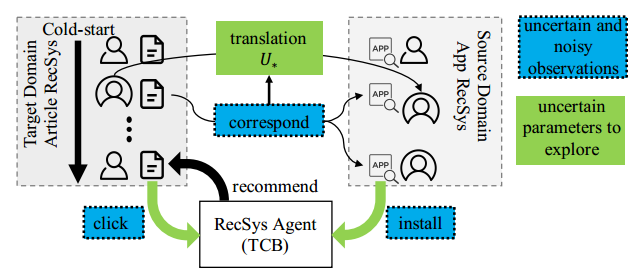 Cold-start
Target Domain
Article RecSys
translation
U*
correspond
APP
APP
APP
Source Domain
App RecSys
uncertain and
noisy
observations
uncertain
parameters to
explore
click
recommend
RecSys Agent
(TCB)
install